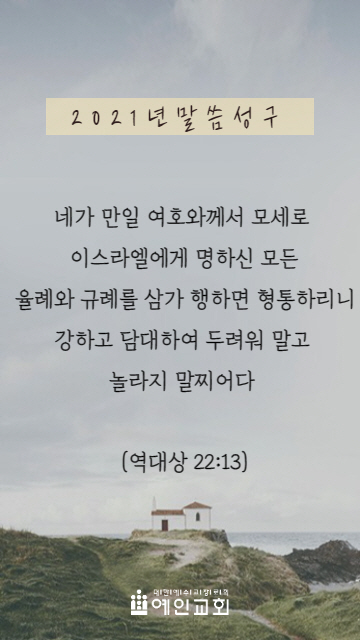 2021년말씀성구
네가 만일 여호와께서 모세로
이스라엘에게 명하신 모든
율례와 규례를 삼가 행하면 형통하리니
강하고 담대하여 두려워 말고
놀라지 말찌어다
(역대상 22:13)
예인교회